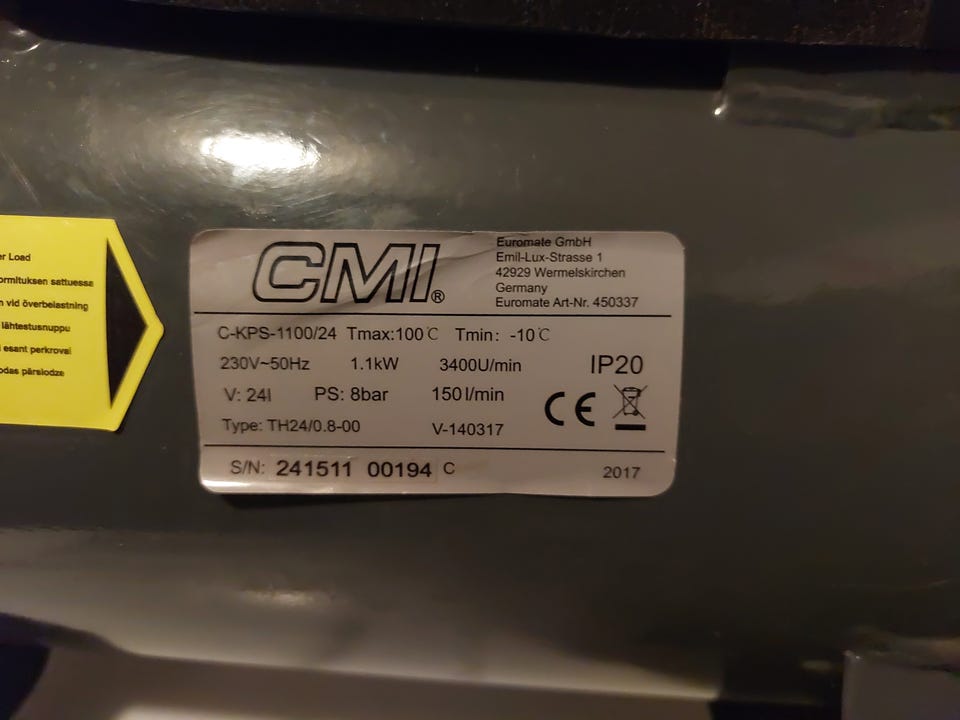 er Load
ormituksen sattuessa
n vid överbelastning
lähtestusnuppu
i esant perkrovai
odas pārslodze
CMI®
Euromate GmbH
Emil-Lux-Strasse 1
42929 Wermelskirchen
Germany
Euromate Art-Nr. 450337
C-KPS-1100/24 Tmax:100℃ Tmin: -10℃
230V~50Hz 1.1kW 3400U/min IP20
V: 24l PS: 8bar 150l/min CE
Type: TH24/0.8-00 V-140317
S/N: 241511 00194 C 2017